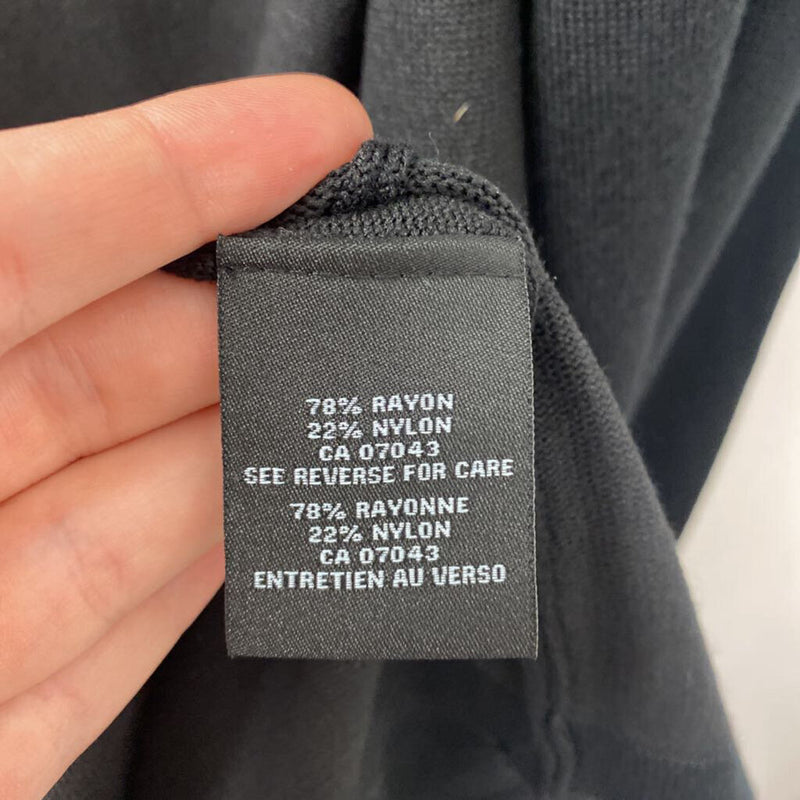 78% RAYON
22% NYLON
CA 07043
SEE REVERSE FOR CARE
78% RAYONNE
22% NYLON
CA 07043
ENTRETIEN AU VERSO